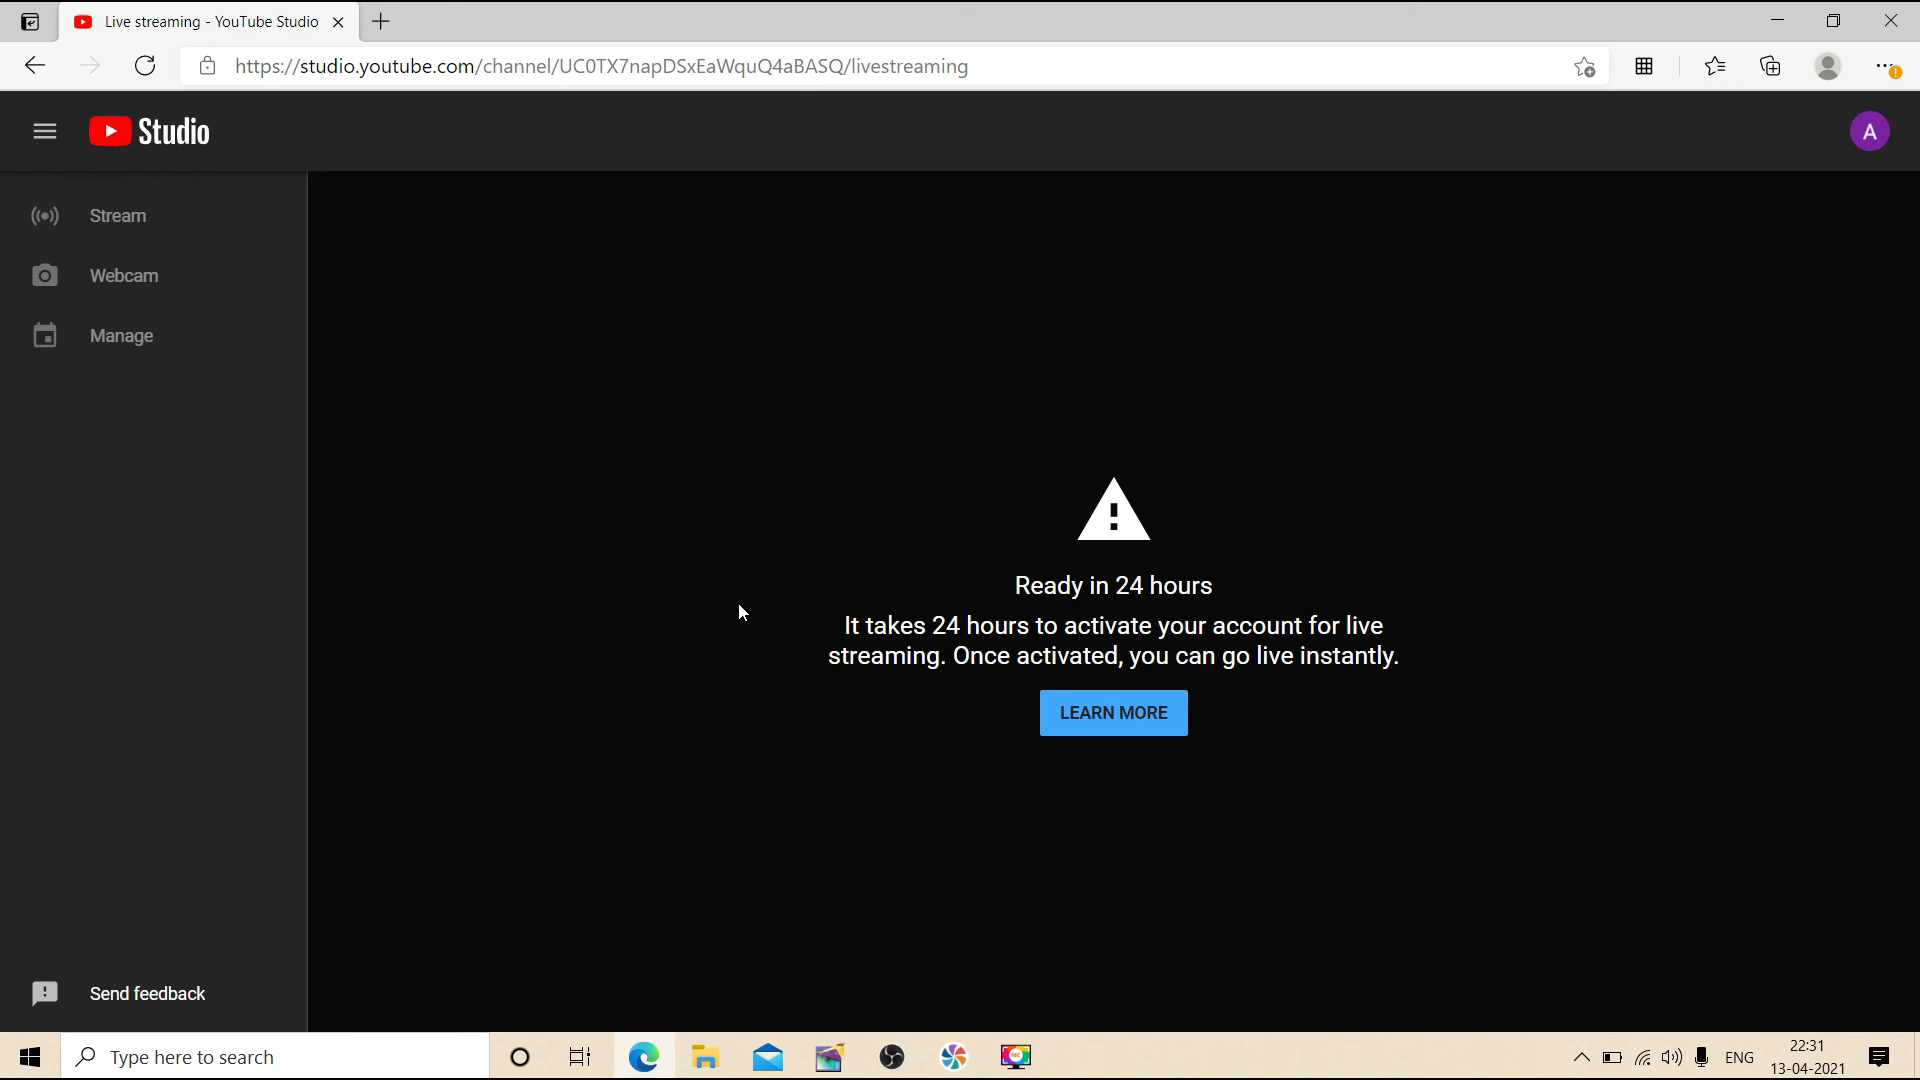 Live streaming - YouTube Studio
https://studio.youtube.com/channel/UC0TX7napDSxEaWquQ4aBASQ/livestreaming
Studio
A
Stream
Webcam
Manage
Ready in 24 hours
It takes 24 hours to activate your account for live
streaming. Once activated, you can go live instantly.
LEARN MORE
Send feedback
Type here to search
REC
ENG
22:31
13-04-2021